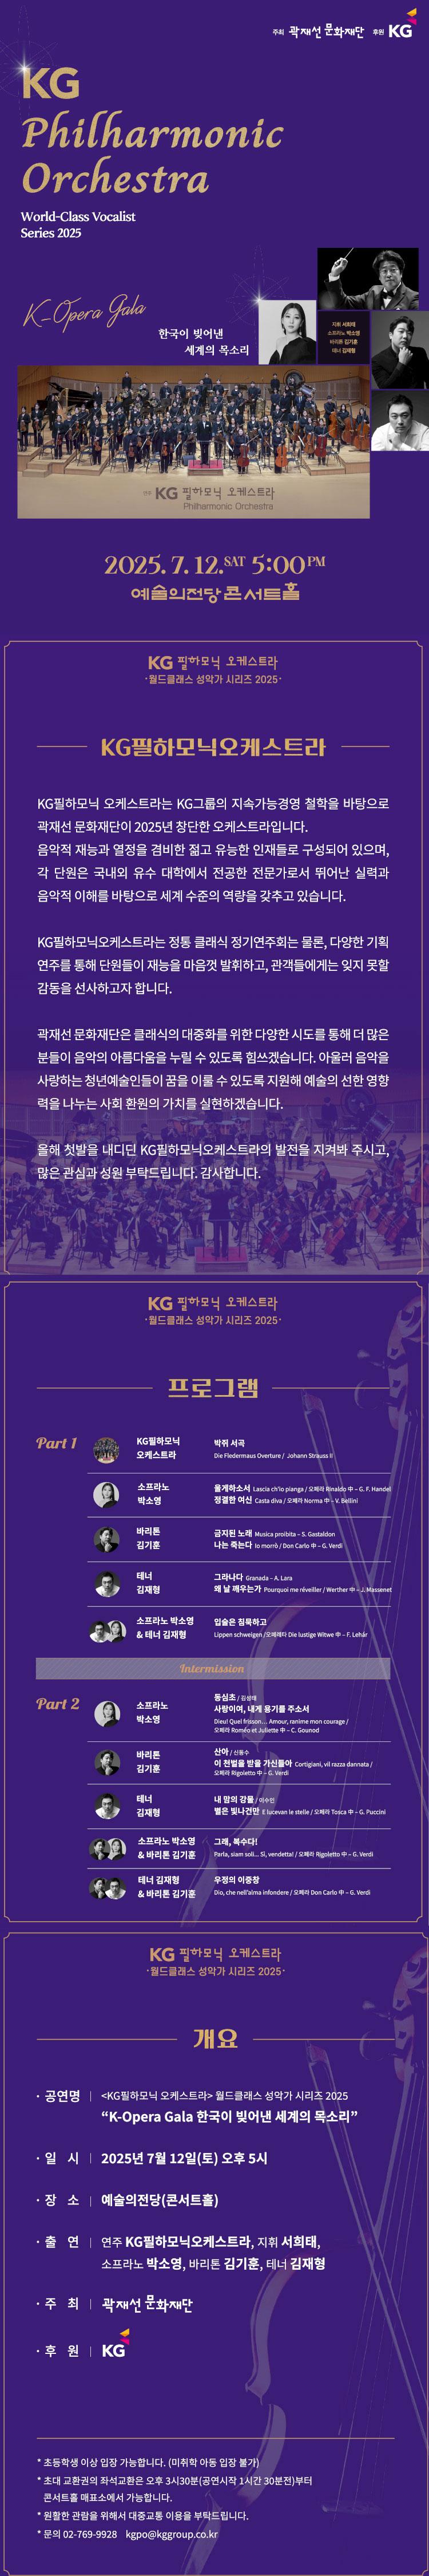 주최 곽재선 문화재단 후원 KG
KG
Philharmonic
Orchestra
World-Class Vocalist
Series 2025
K-Opera Gala
한국이 빚어낸
세계의 목소리
지휘 서희태
소프라노 박소영
바리톤 김기훈
테너 김재형
연주 KG 필하모닉 오케스트라
Philharmonic Orchestra
2025. 7. 12. SAT 5:00 PM
예술의전당 콘서트홀
KG 필하모닉 오케스트라
·월드클래스 성악가 시리즈 2025·
KG필하모닉오케스트라
KG필하모닉 오케스트라는 KG그룹의 지속가능경영 철학을 바탕으로
곽재선 문화재단이 2025년 창단한 오케스트라입니다.
음악적 재능과 열정을 겸비한 젊고 유능한 인재들로 구성되어 있으며,
각 단원은 국내외 유수 대학에서 전공한 전문가로서 뛰어난 실력과
음악적 이해를 바탕으로 세계 수준의 역량을 갖추고 있습니다.
KG필하모닉오케스트라는 정통 클래식 정기연주회는 물론, 다양한 기획
연주를 통해 단원들이 재능을 마음껏 발휘하고, 관객들에게는 잊지 못할
감동을 선사하고자 합니다.
곽재선 문화재단은 클래식의 대중화를 위한 다양한 시도를 통해 더 많은
분들이 음악의 아름다움을 누릴 수 있도록 힘쓰겠습니다. 아울러 음악을
사랑하는 청년예술인들이 꿈을 이룰 수 있도록 지원해 예술의 선한 영향
력을 나누는 사회 환원의 가치를 실현하겠습니다.
올해 첫발을 내디딘 KG필하모닉오케스트라의 발전을 지켜봐 주시고,
많은 관심과 성원 부탁드립니다. 감사합니다.
KG 필하모닉 오케스트라
·월드클래스 성악가 시리즈 2025·
프로그램
Part 1
KG필하모닉
오케스트라
박쥐 서곡
Die Fledermaus Overture / Johann Strauss II
소프라노
박소영
울게하소서 Lascia ch'io pianga / 오페라 Rinaldo 中 – G. F. Handel
정결한 여신 Casta diva / 오페라 Norma 中 – V. Bellini
바리톤
김기훈
금지된 노래 Musica proibita – S. Gastaldon
나는 죽는다 Io morrò / Don Carlo 中 – G. Verdi
테너
김재형
그라나다 Granada – A. Lara
왜 날 깨우는가 Pourquoi me réveiller / Werther 中 – J. Massenet
소프라노 박소영
& 테너 김재형
입술은 침묵하고
Lippen schweigen /오페레타 Die lustige Witwe 中 – F. Lehár
Intermission
Part 2
소프라노
박소영
동심초 / 김성태
사랑이여, 내게 용기를 주소서
Dieu! Quel frisson... Amour, ranime mon courage /
오페라 Roméo et Juliette 中 – C. Gounod
바리톤
김기훈
산아 / 신동수
이 천벌을 받을 가신들아 Cortigiani, vil razza dannata /
오페라 Rigoletto 中 – G. Verdi
테너
김재형
내 맘의 강물 / 이수인
별은 빛나건만 E lucevan le stelle / 오페라 Tosca 中 – G. Puccini
소프라노 박소영
& 바리톤 김기훈
그래, 복수다!
Parla, siam soli... Sì, vendetta! / 오페라 Rigoletto 中 – G. Verdi
테너 김재형
& 바리톤 김기훈
우정의 이중창
Dio, che nell'alma infondere / 오페라 Don Carlo 中 – G. Verdi
KG 필하모닉 오케스트라
·월드클래스 성악가 시리즈 2025·
개요
· 공연명 | <KG필하모닉 오케스트라> 월드클래스 성악가 시리즈 2025
“K-Opera Gala 한국이 빚어낸 세계의 목소리”
· 일 시 | 2025년 7월 12일(토) 오후 5시
· 장 소 | 예술의전당(콘서트홀)
· 출 연 | 연주 KG필하모닉오케스트라, 지휘 서희태,
소프라노 박소영, 바리톤 김기훈, 테너 김재형
· 주 최 | 곽재선 문화재단
· 후 원 | KG
* 초등학생 이상 입장 가능합니다. (미취학 아동 입장 불가)
* 초대 교환권의 좌석교환은 오후 3시30분(공연시작 1시간 30분전)부터
콘서트홀 매표소에서 가능합니다.
* 원활한 관람을 위해서 대중교통 이용을 부탁드립니다.
* 문의 02-769-9928 kgpo@kggroup.co.kr